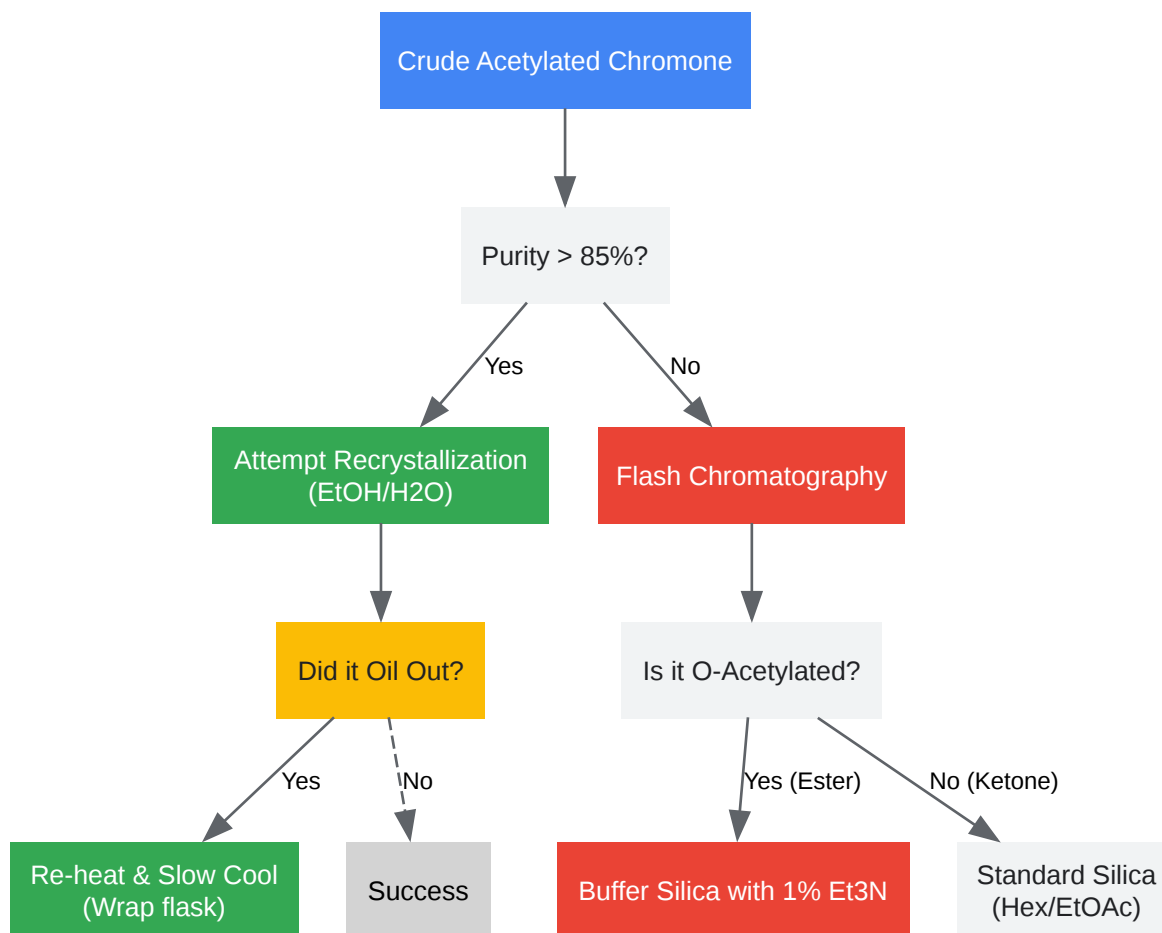 Crude Acetylated Chromone
Purity > 85%?
Yes
No
Attempt Recrystallization
(EtOH/H2O)
Flash Chromatography
Did it Oil Out?
Is it O-Acetylated?
Yes
No
Yes (Ester)
No (Ketone)
Re-heat & Slow Cool
(Wrap flask)
Success
Buffer Silica with 1% Et3N
Standard Silica
(Hex/EtOAc)